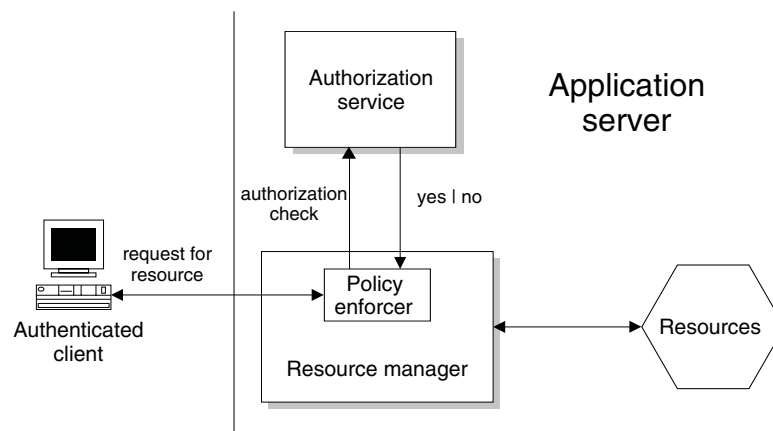 Authorization
service
Application
server
authorization
check
yes | no
request for
resource
Policy
enforcer
Authenticated
client
Resource manager
Resources